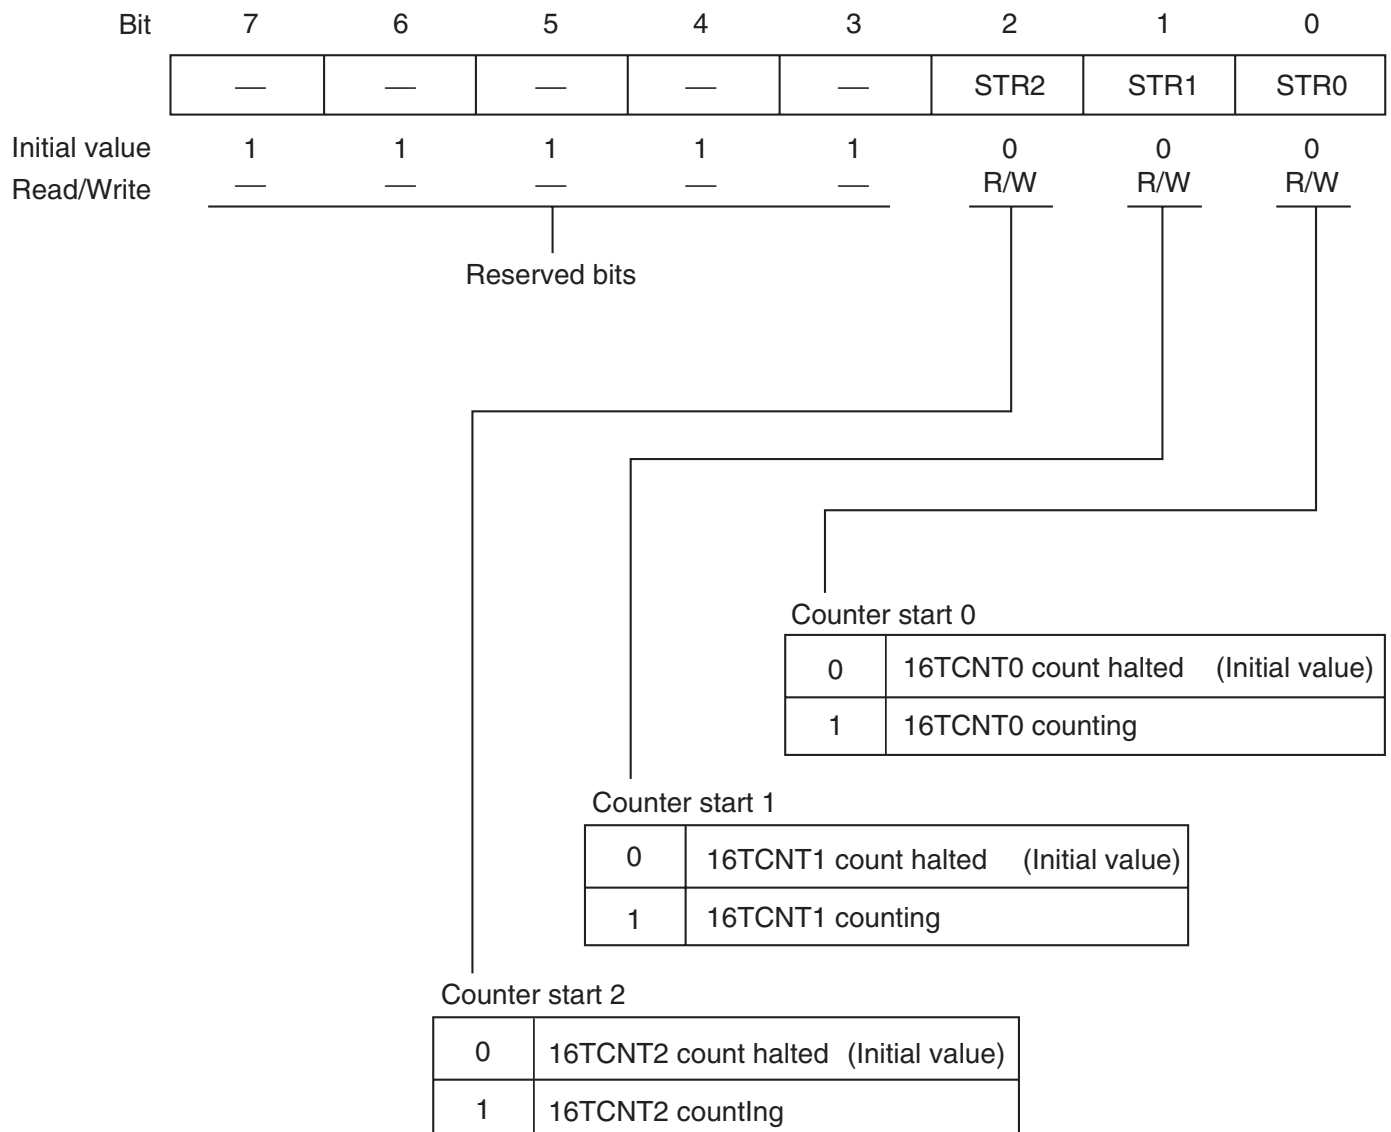 Bit 7 6 5 4 3 2 1 0
— — — — — STR2 STR1 STR0
Initial value 1 1 1 1 1 0 0 0
Read/Write — — — — — R/W R/W R/W
Reserved bits
Counter start 0
0 16TCNT0 count halted (Initial value)
1 16TCNT0 counting
Counter start 1
0 16TCNT1 count halted (Initial value)
1 16TCNT1 counting
Counter start 2
0 16TCNT2 count halted (Initial value)
1 16TCNT2 countIng